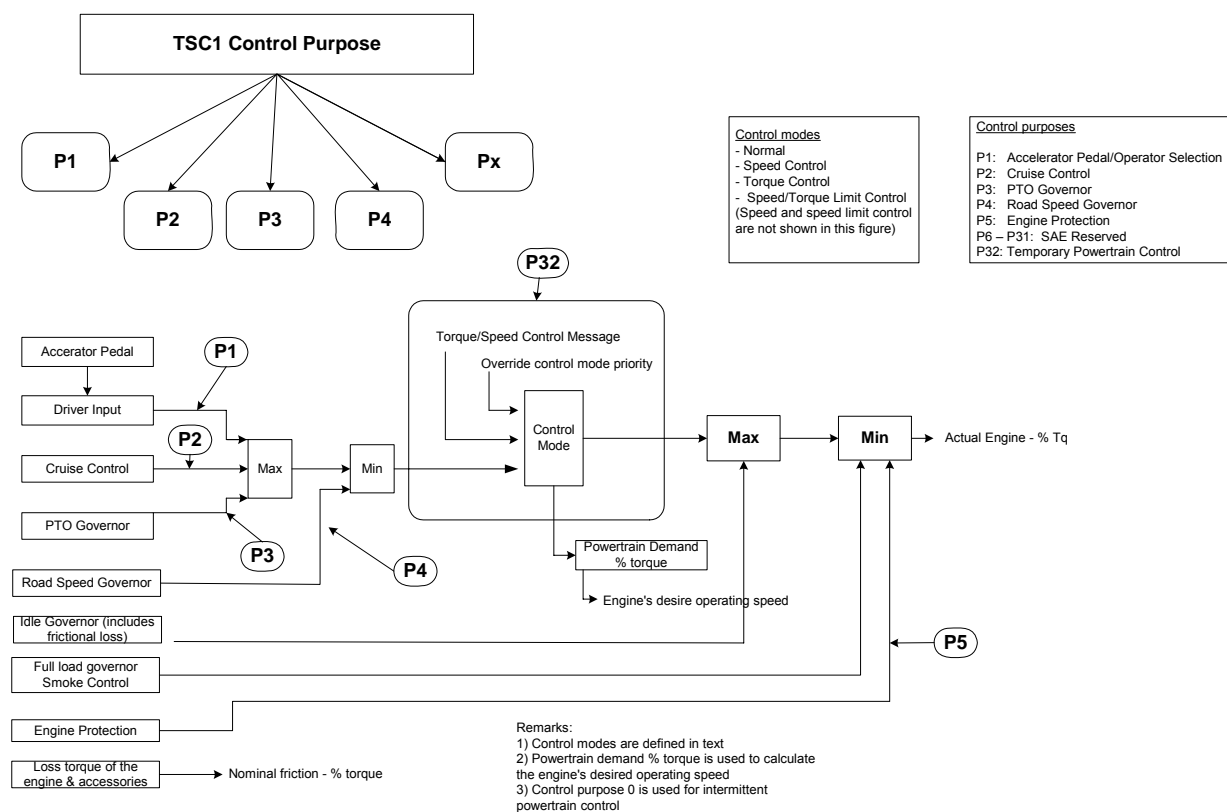 TSC1 Control Purpose
P1
Px
P2
P3
P4
Control modes
- Normal
- Speed Control
- Torque Control
- Speed/Torque Limit Control
(Speed and speed limit control
are not shown in this figure)
Control purposes
P1: Accelerator Pedal/Operator Selection
P2: Cruise Control
P3: PTO Governor
P4: Road Speed Governor
P5: Engine Protection
P6 – P31: SAE Reserved
P32: Temporary Powertrain Control
P32
Torque/Speed Control Message
Override control mode priority
Accerator Pedal
P1
Driver Input
P2
Cruise Control
Max
Min
Control
Mode
Max
Min
Actual Engine - % Tq
PTO Governor
P3
P4
Powertrain Demand
% torque
Road Speed Governor
Engine's desire operating speed
Idle Governor (includes
frictional loss)
P5
Full load governor
Smoke Control
Engine Protection
Loss torque of the
engine & accessories
Nominal friction - % torque
Remarks:
1) Control modes are defined in text
2) Powertrain demand % torque is used to calculate
the engine's desired operating speed
3) Control purpose 0 is used for intermittent
powertrain control